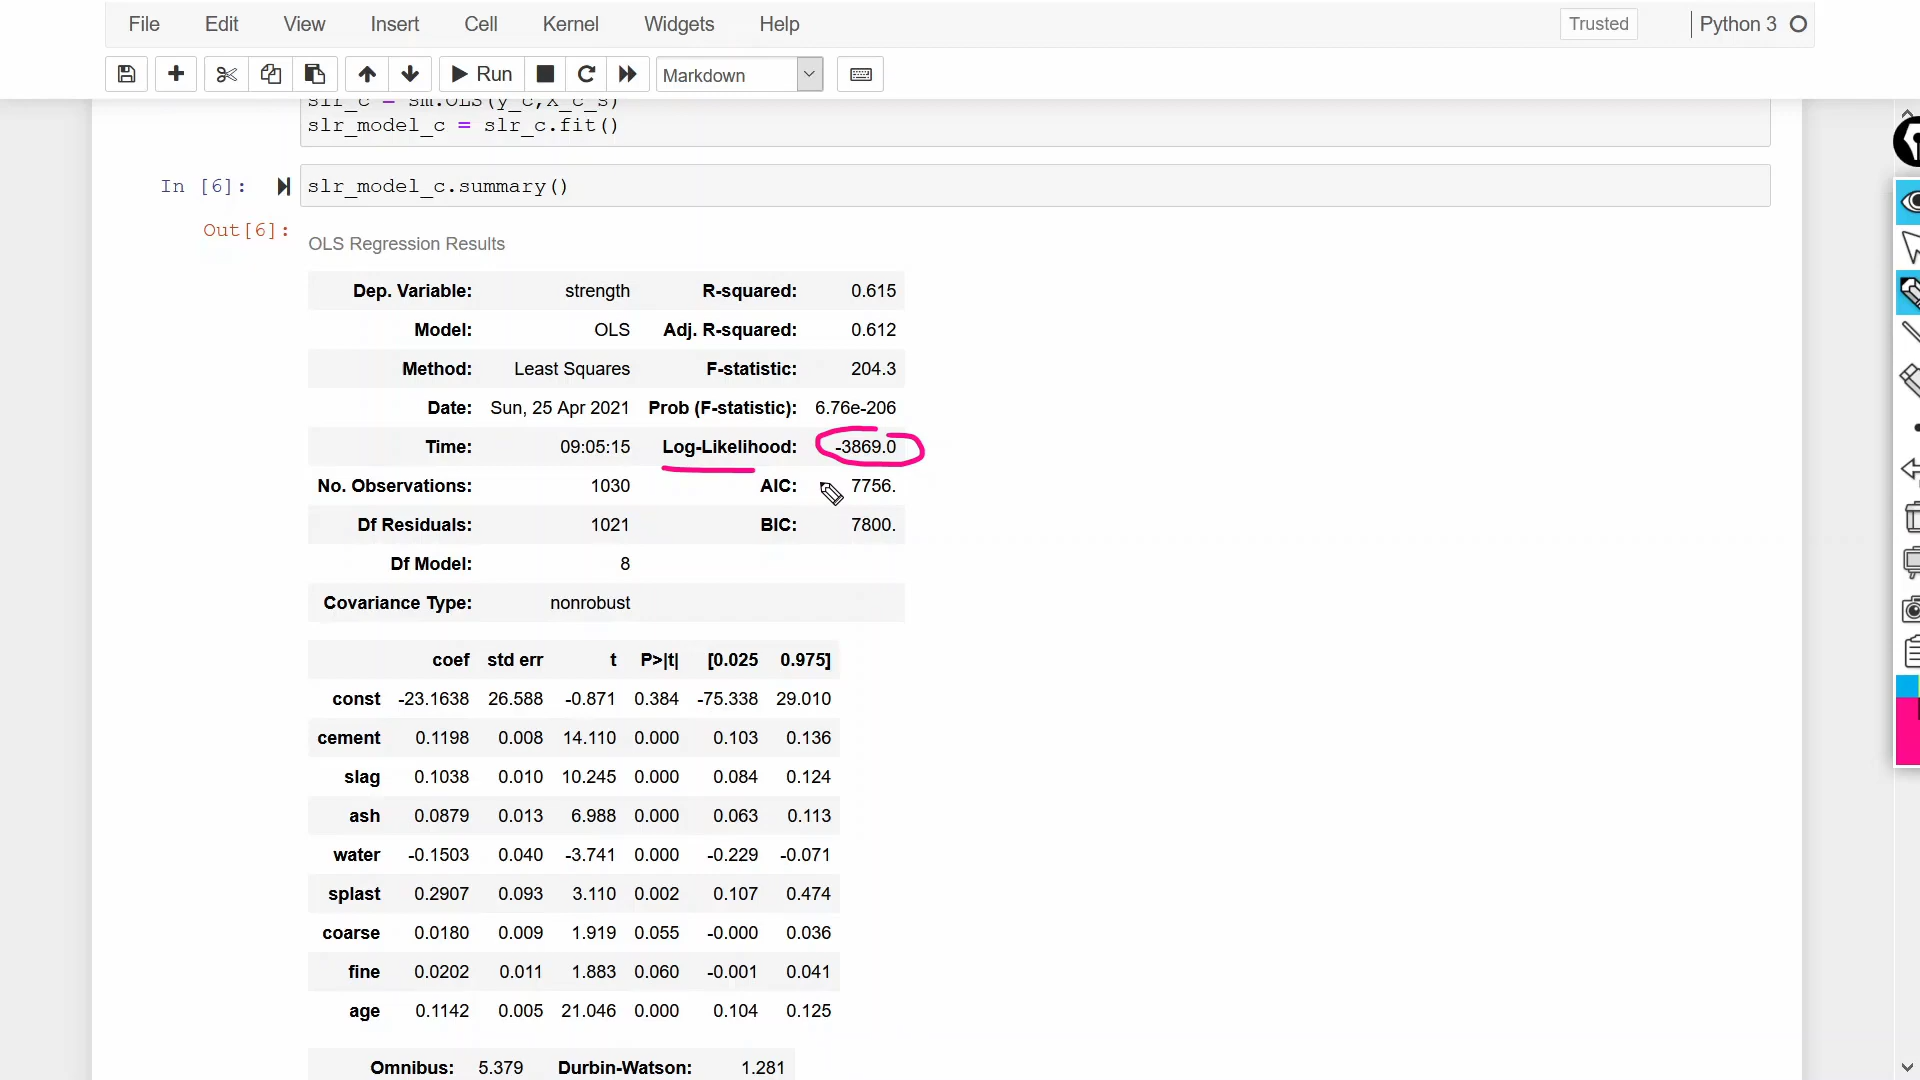 File Edit View Insert Cell Kernel Widgets Help Trusted Python 3
Run Markdown
slr_c = sm.OLS(y_c,x_c_s)
slr_model_c = slr_c.fit()
In [6]: slr_model_c.summary()
Out[6]:
OLS Regression Results
Dep. Variable: strength R-squared: 0.615
Model: OLS Adj. R-squared: 0.612
Method: Least Squares F-statistic: 204.3
Date: Sun, 25 Apr 2021 Prob (F-statistic): 6.76e-206
Time: 09:05:15 Log-Likelihood: -3869.0
No. Observations: 1030 AIC: 7756.
Df Residuals: 1021 BIC: 7800.
Df Model: 8
Covariance Type: nonrobust
coef std err t P>|t| [0.025 0.975]
const -23.1638 26.588 -0.871 0.384 -75.338 29.010
cement 0.1198 0.008 14.110 0.000 0.103 0.136
slag 0.1038 0.010 10.245 0.000 0.084 0.124
ash 0.0879 0.013 6.988 0.000 0.063 0.113
water -0.1503 0.040 -3.741 0.000 -0.229 -0.071
splast 0.2907 0.093 3.110 0.002 0.107 0.474
coarse 0.0180 0.009 1.919 0.055 -0.000 0.036
fine 0.0202 0.011 1.883 0.060 -0.001 0.041
age 0.1142 0.005 21.046 0.000 0.104 0.125
Omnibus: 5.379 Durbin-Watson: 1.281